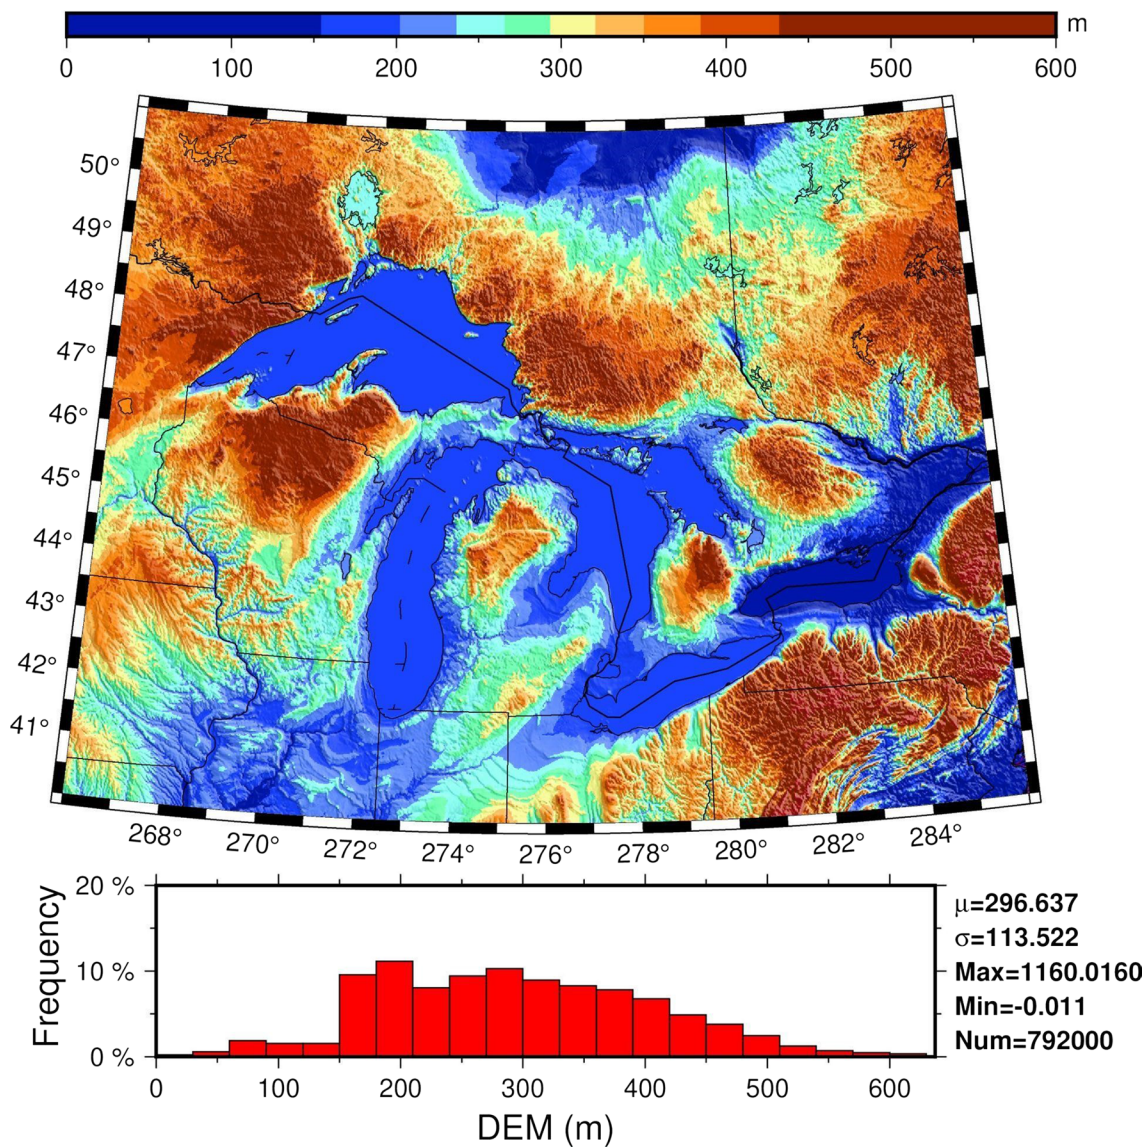 m
0 100 200 300 400 500 600
50°
49°
48°
47°
46°
45°
44°
43°
42°
41°
268° 270° 272° 274° 276° 278° 280° 282° 284°
Frequency
20 %
10 %
0 %
0 100 200 300 400 500 600
DEM (m)
μ=296.637
σ=113.522
Max=1160.0160
Min=-0.011
Num=792000